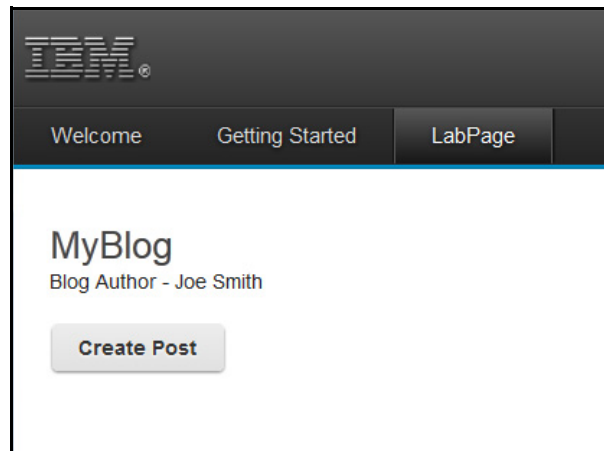 IBM®
Welcome Getting Started LabPage
MyBlog
Blog Author - Joe Smith
Create Post